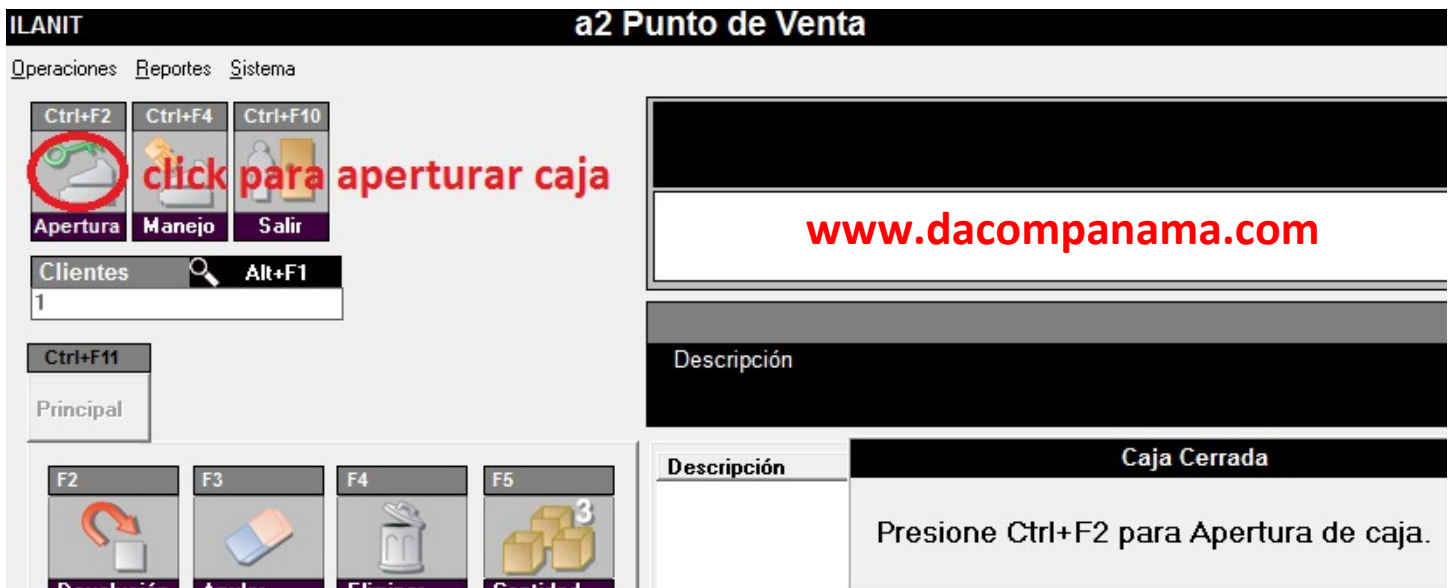 ILANIT
a2 Punto de Venta
Operaciones Reportes Sistema
Ctrl+F2 Ctrl+F4 Ctrl+F10
click para aperturar caja
Apertura Manejo Salir
www.dacompanama.com
Clientes Alt+F1
1
Ctrl+F11
Principal
Descripción
F2 F3 F4 F5
3
Descripción
Caja Cerrada
Presione Ctrl+F2 para Apertura de caja.